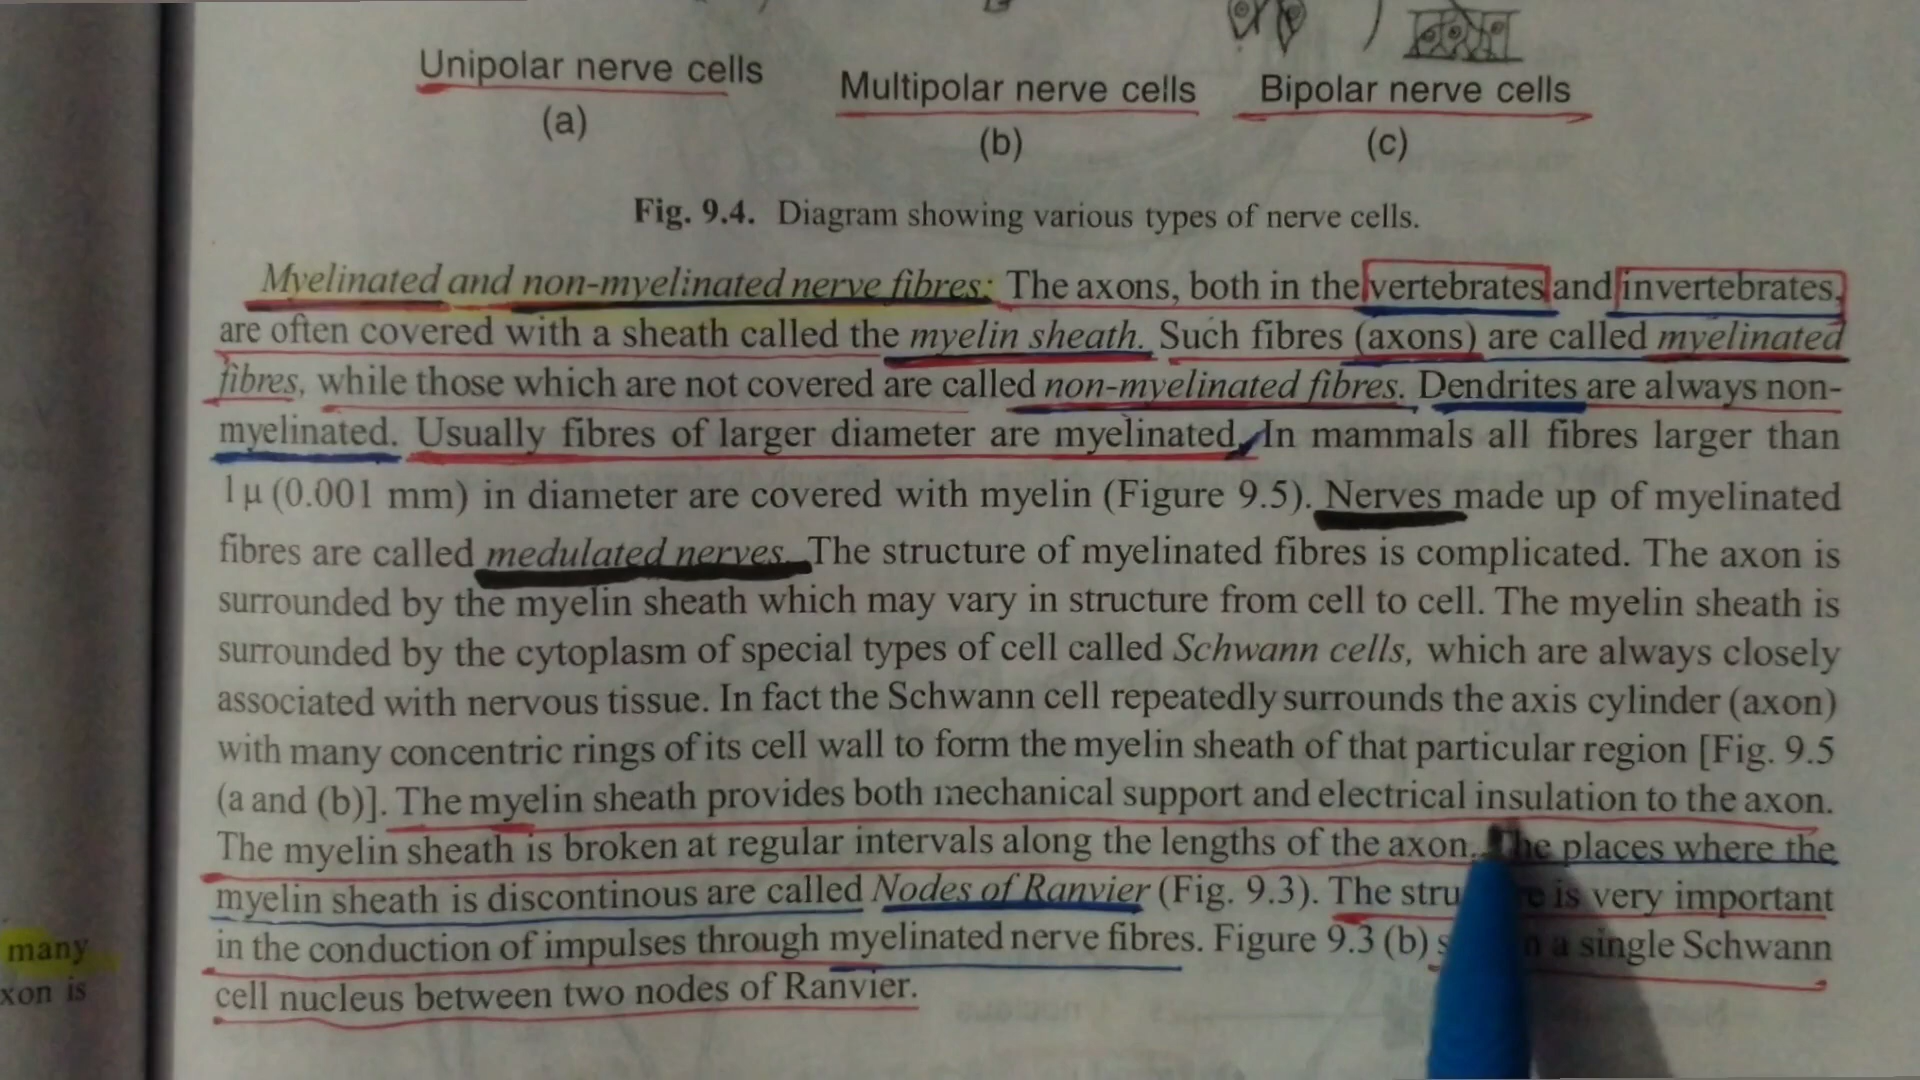 Unipolar nerve cells
(a)
Multipolar nerve cells
(b)
Bipolar nerve cells
(c)
Fig. 9.4. Diagram showing various types of nerve cells.
Myelinated and non-myelinated nerve fibres: The axons, both in the vertebrates and invertebrates,
are often covered with a sheath called the myelin sheath. Such fibres (axons) are called myelinated
fibres, while those which are not covered are called non-myelinated fibres. Dendrites are always non-
myelinated. Usually fibres of larger diameter are myelinated. In mammals all fibres larger than
1 µ (0.001 mm) in diameter are covered with myelin (Figure 9.5). Nerves made up of myelinated
fibres are called medulated nerves. The structure of myelinated fibres is complicated. The axon is
surrounded by the myelin sheath which may vary in structure from cell to cell. The myelin sheath is
surrounded by the cytoplasm of special types of cell called Schwann cells, which are always closely
associated with nervous tissue. In fact the Schwann cell repeatedly surrounds the axis cylinder (axon)
with many concentric rings of its cell wall to form the myelin sheath of that particular region [Fig. 9.5
(a and (b)]. The myelin sheath provides both mechanical support and electrical insulation to the axon.
The myelin sheath is broken at regular intervals along the lengths of the axon. The places where the
myelin sheath is discontinous are called Nodes of Ranvier (Fig. 9.3). The is very important
in the conduction of impulses through myelinated nerve fibres. Figure 9.3 (b) a single Schwann
cell nucleus between two nodes of Ranvier.
many
xon is